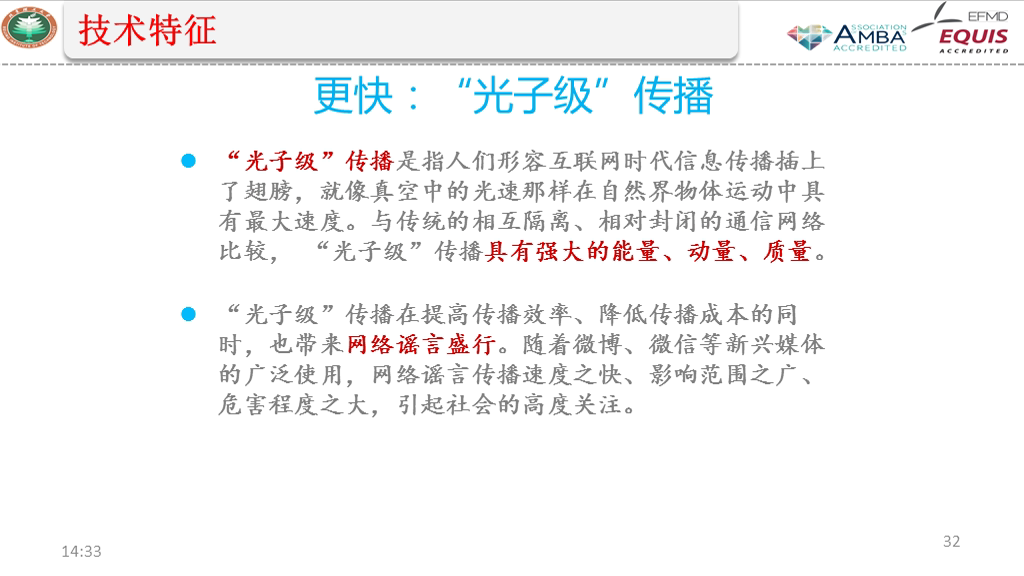 技术特征
ASSOCIATION
AMBA
ACCREDITED
EFMD
EQUIS
ACCREDITED
更快：“光子级”传播
“光子级”传播是指人们形容互联网时代信息传播插上
了翅膀，就像真空中的光速那样在自然界物体运动中具
有最大速度。与传统的相互隔离、相对封闭的通信网络
比较，“光子级”传播具有强大的能量、动量、质量。
“光子级”传播在提高传播效率、降低传播成本的同
时，也带来网络谣言盛行。随着微博、微信等新兴媒体
的广泛使用，网络谣言传播速度之快、影响范围之广、
危害程度之大，引起社会的高度关注。
14:33
32